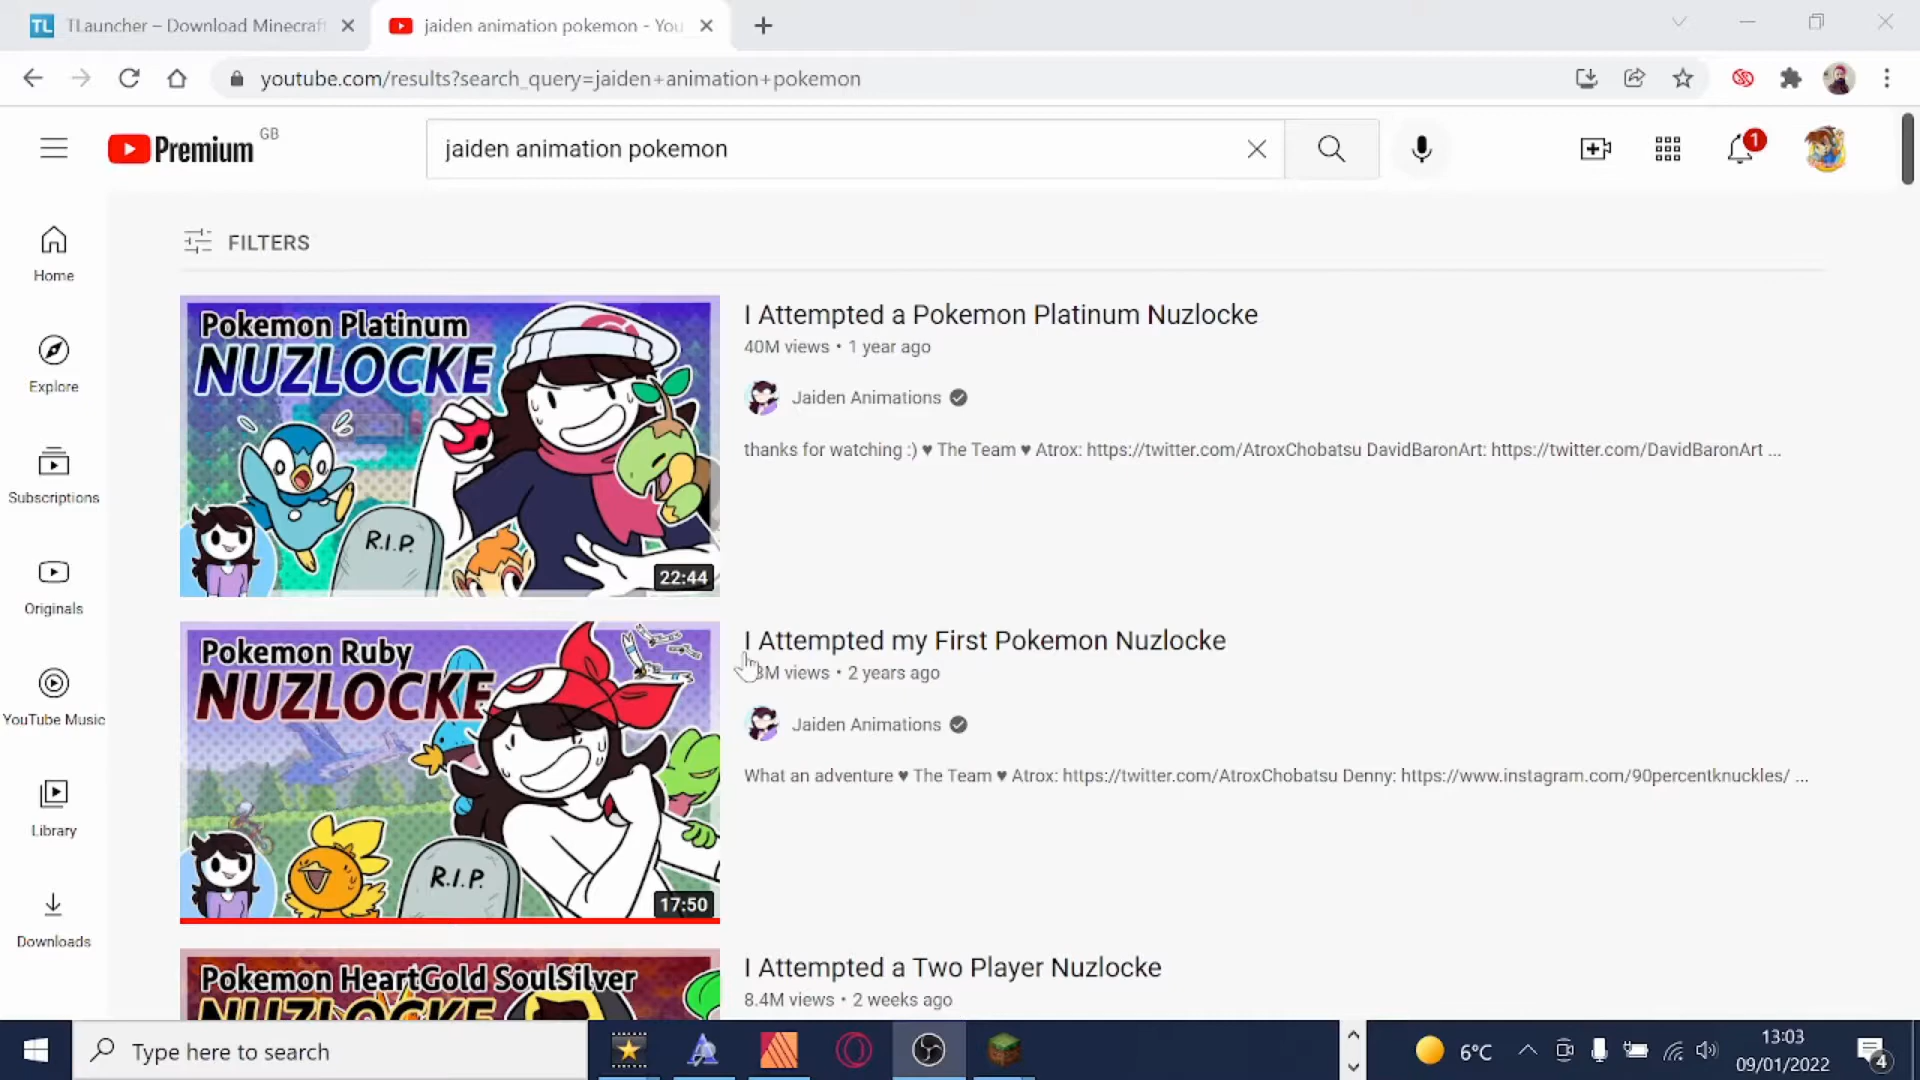 TL TLauncher – Download Minecraft
jaiden animation pokemon - You
youtube.com/results?search_query=jaiden+animation+pokemon
Premium GB
jaiden animation pokemon
1
FILTERS
Home
Explore
Subscriptions
Originals
YouTube Music
Library
Downloads
Pokemon Platinum
NUZLOCKE
R.I.P.
22:44
I Attempted a Pokemon Platinum Nuzlocke
40M views • 1 year ago
Jaiden Animations
thanks for watching :) ♥ The Team ♥ Atrox: https://twitter.com/AtroxChobatsu DavidBaronArt: https://twitter.com/DavidBaronArt ...
Pokemon Ruby
NUZLOCKE
R.I.P.
17:50
I Attempted my First Pokemon Nuzlocke
views • 2 years ago
Jaiden Animations
What an adventure ♥ The Team ♥ Atrox: https://twitter.com/AtroxChobatsu Denny: https://www.instagram.com/90percentknuckles/ ...
Pokemon HeartGold SoulSilver
NUZLOCKE
I Attempted a Two Player Nuzlocke
8.4M views • 2 weeks ago
Type here to search
6°C
13:03
09/01/2022
4